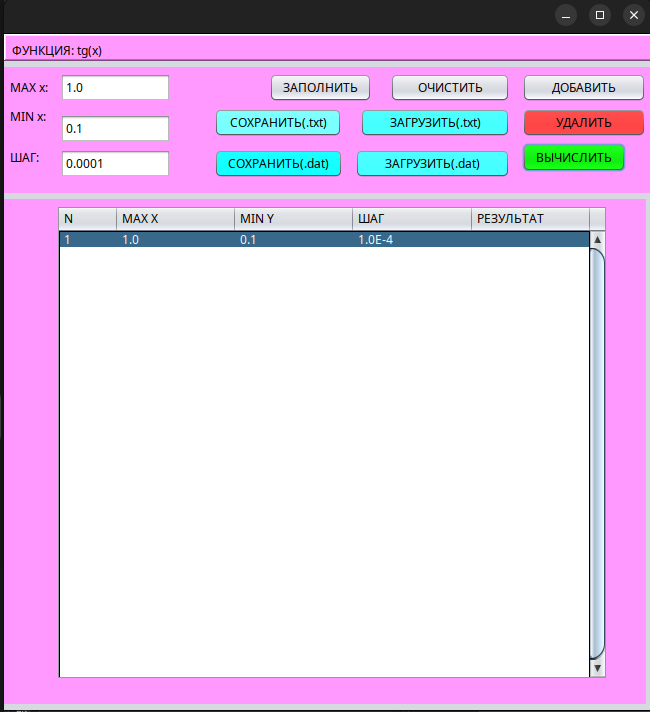 ФУНКЦИЯ: tg(x)
MAX x: 1.0 ЗАПОЛНИТЬ ОЧИСТИТЬ ДОБАВИТЬ
MIN x: 0.1 СОХРАНИТЬ(.txt) ЗАГРУЗИТЬ(.txt) УДАЛИТЬ
ШАГ: 0.0001 СОХРАНИТЬ(.dat) ЗАГРУЗИТЬ(.dat) ВЫЧИСЛИТЬ
N MAX X MIN Y ШАГ РЕЗУЛЬТАТ
1 1.0 0.1 1.0E-4